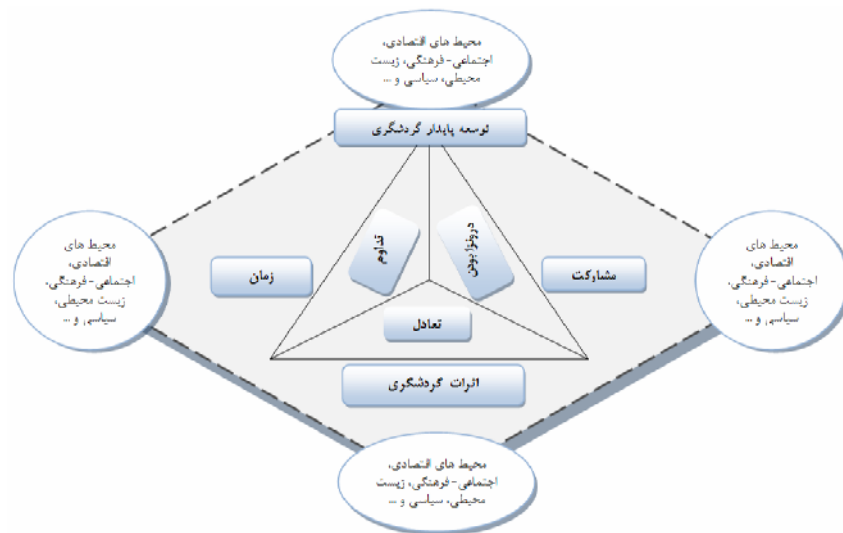 محیط های اقتصادی،
اجتماعی-فرهنگی، زیست
محیطی، سیاسی و ...
توسعه پایدار گردشگری
درونزا بودن
تداوم
محیط های
اقتصادی،
اجتماعی-فرهنگی،
زیست محیطی،
سیاسی و ...
مشارکت
زمان
محیط های
اقتصادی،
اجتماعی-فرهنگی،
زیست محیطی،
سیاسی و ...
تعادل
اثرات گردشگری
محیط های اقتصادی،
اجتماعی-فرهنگی، زیست
محیطی، سیاسی و ...